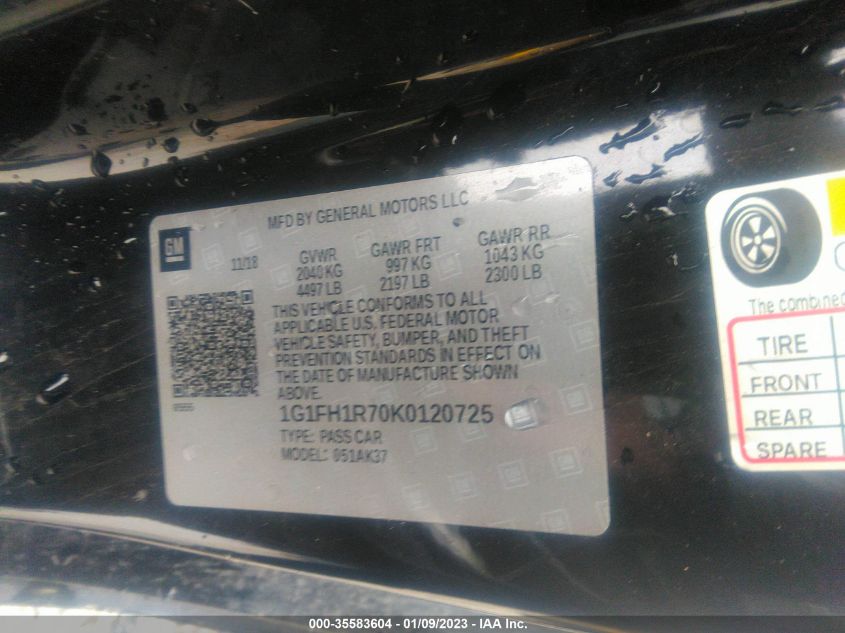 MFD BY GENERAL MOTORS LLC
GM
11/18
GVWR
2040 KG
4497 LB
GAWR FRT
997 KG
2197 LB
GAWR RR
1043 KG
2300 LB
THIS VEHICLE CONFORMS TO ALL
APPLICABLE U.S. FEDERAL MOTOR
VEHICLE SAFETY, BUMPER, AND THEFT
PREVENTION STANDARDS IN EFFECT ON
THE DATE OF MANUFACTURE SHOWN
ABOVE.
1G1FH1R70K0120725
TYPE: PASS CAR
MODEL: 051AK37
The combined
TIRE
FRONT
REAR
SPARE
000-35583604 - 01/09/2023 - IAA Inc.